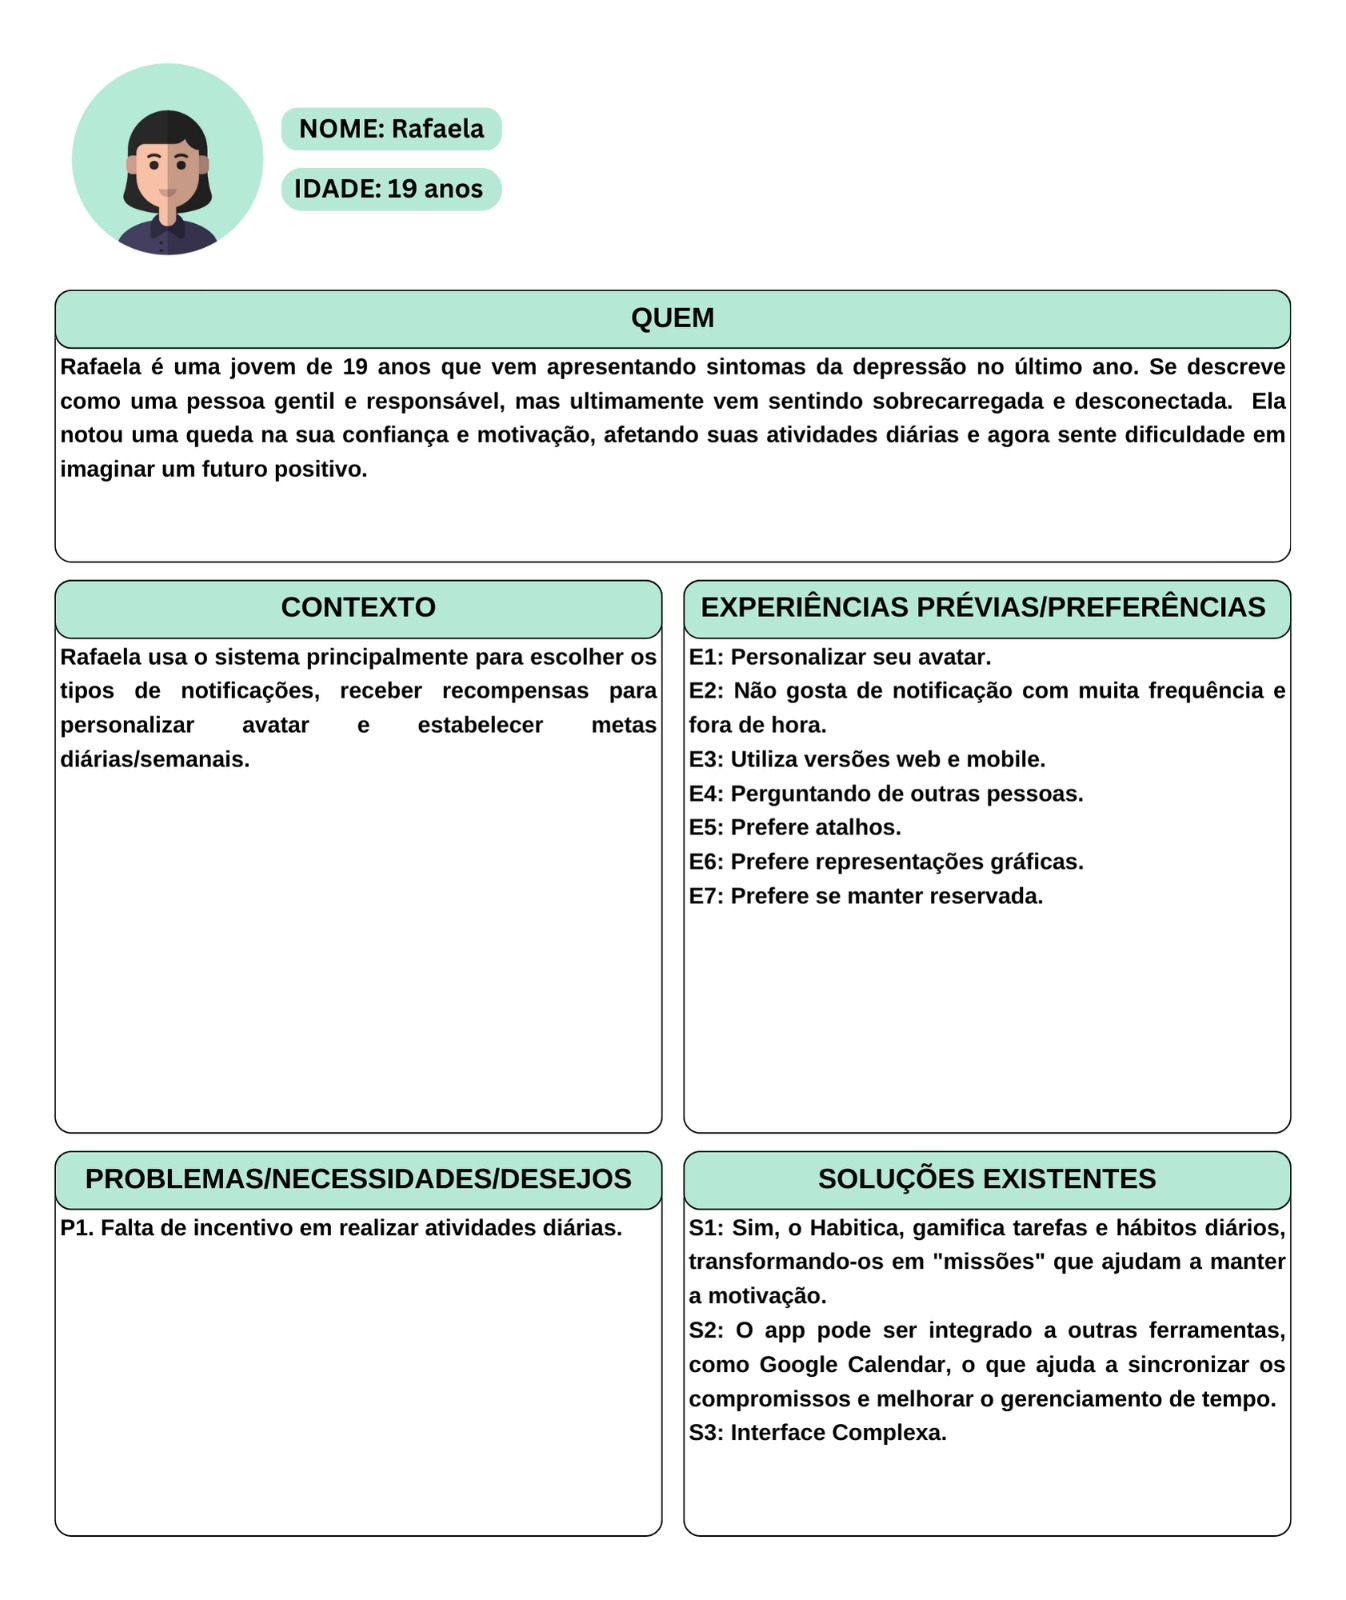 NOME: Rafaela
IDADE: 19 anos
QUEM
Rafaela é uma jovem de 19 anos que vem apresentando sintomas da depressão no último ano. Se descreve
como uma pessoa gentil e responsável, mas ultimamente vem sentindo sobrecarregada e desconectada. Ela
notou uma queda na sua confiança e motivação, afetando suas atividades diárias e agora sente dificuldade em
imaginar um futuro positivo.
CONTEXTO
Rafaela usa o sistema principalmente para escolher os
tipos de notificações, receber recompensas para
personalizar avatar e estabelecer metas
diárias/semanais.
EXPERIÊNCIAS PRÉVIAS/PREFERÊNCIAS
E1: Personalizar seu avatar.
E2: Não gosta de notificação com muita frequência e
fora de hora.
E3: Utiliza versões web e mobile.
E4: Perguntando de outras pessoas.
E5: Prefere atalhos.
E6: Prefere representações gráficas.
E7: Prefere se manter reservada.
PROBLEMAS/NECESSIDADES/DESEJOS
P1. Falta de incentivo em realizar atividades diárias.
SOLUÇÕES EXISTENTES
S1: Sim, o Habitica, gamifica tarefas e hábitos diários,
transformando-os em "missões" que ajudam a manter
a motivação.
S2: O app pode ser integrado a outras ferramentas,
como Google Calendar, o que ajuda a sincronizar os
compromissos e melhorar o gerenciamento de tempo.
S3: Interface Complexa.